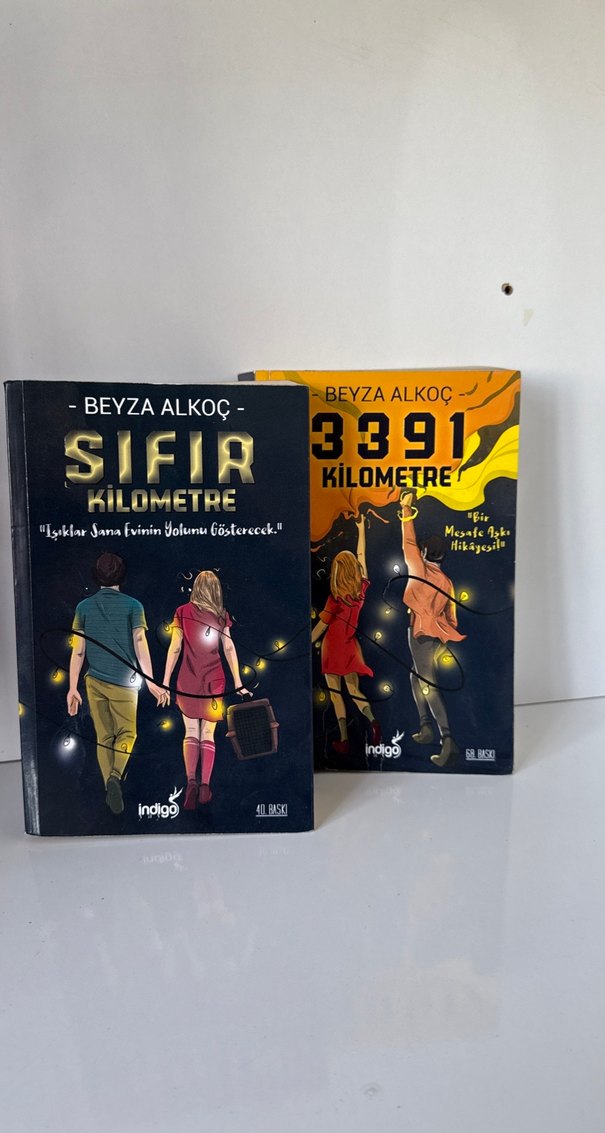 - BEYZA ALKOÇ -
SIFIR
KİLOMETRE
"Işıklar Sana Evinin Yolunu Gösterecek."
indigo
40. BASKI
- BEYZA ALKOÇ -
3391
KİLOMETRE
"Bir
Mesafe Aşkı
Hikâyesi!"
indigo
68. BASKI